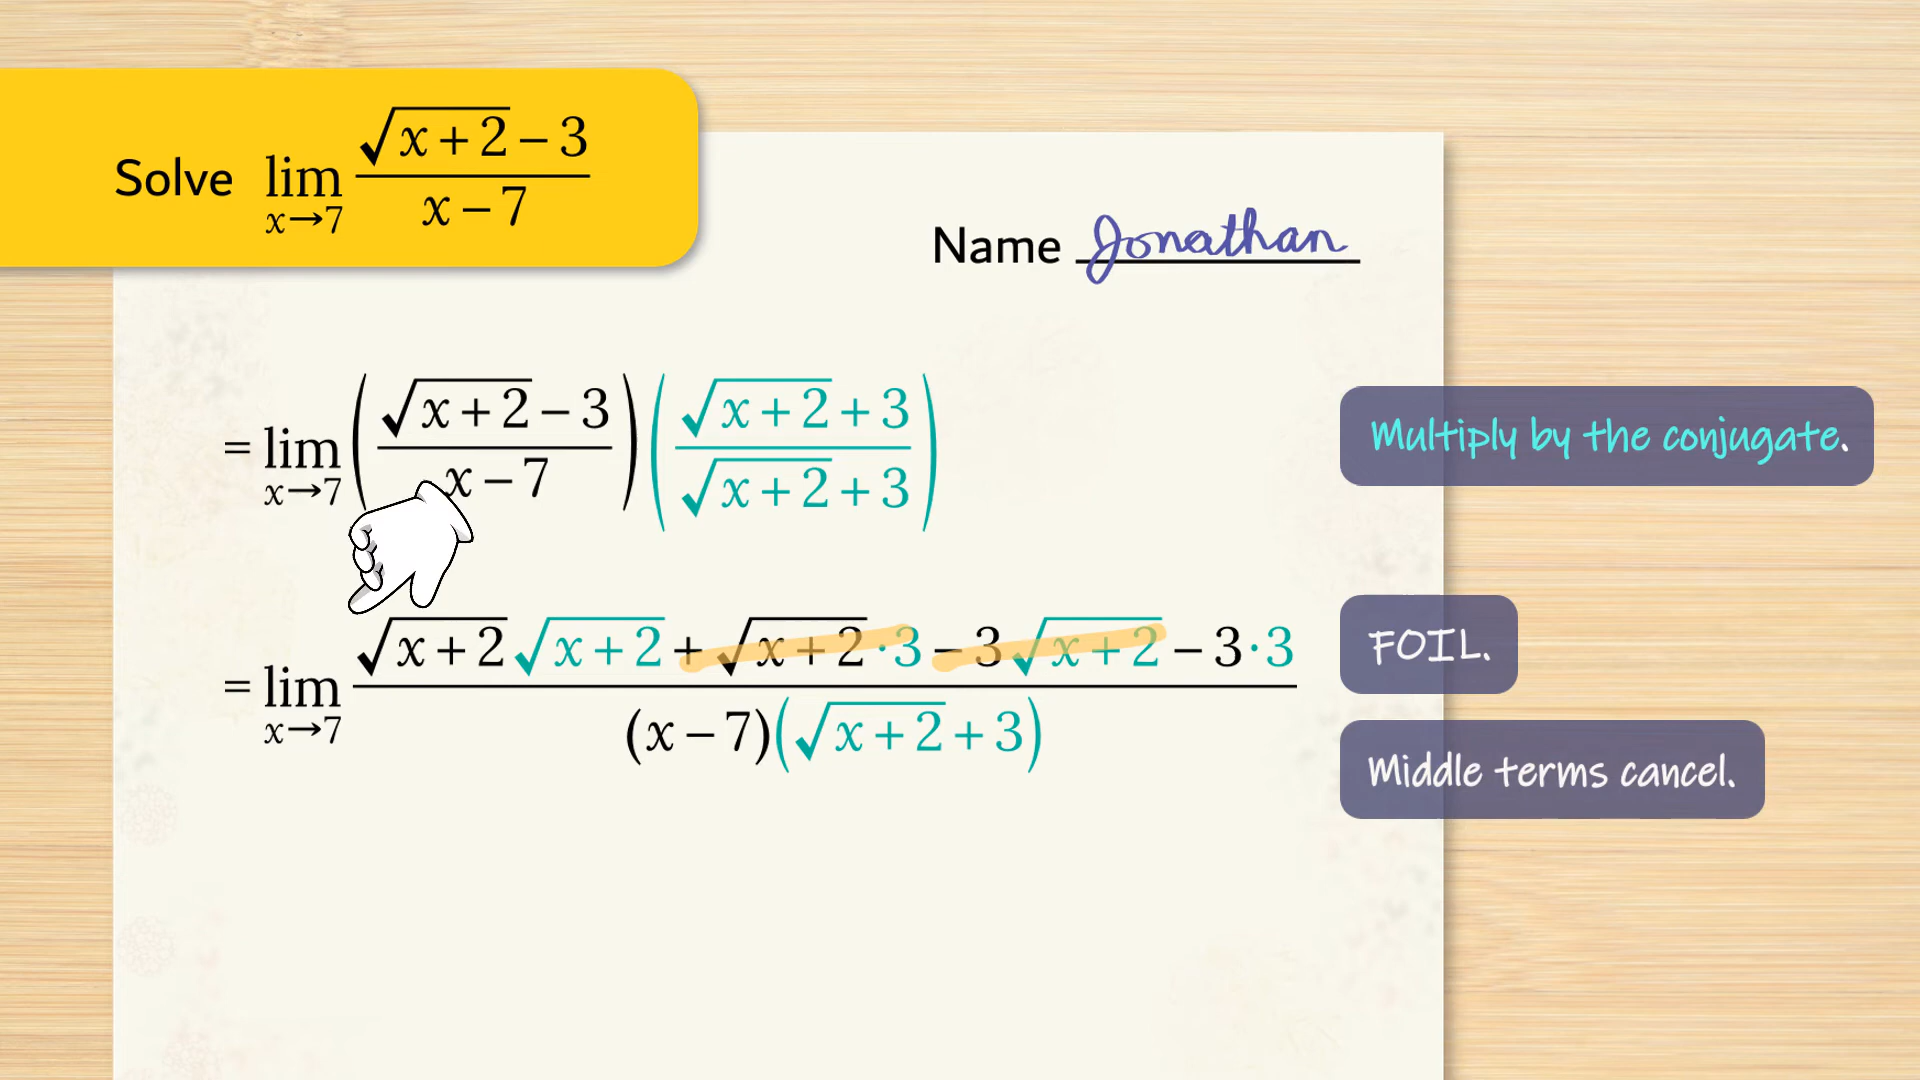 Solve lim x→7 (√(x+2) − 3)/(x − 7)
Name Jonathan
= lim x→7 ((√(x+2) − 3)/(x − 7)) ((√(x+2) + 3)/(√(x+2) + 3))
Multiply by the conjugate.
= lim x→7 (√(x+2) √(x+2) + √(x+2) · 3 − 3 √(x+2) − 3 · 3)/((x − 7)(√(x+2) + 3))
FOIL.
Middle terms cancel.